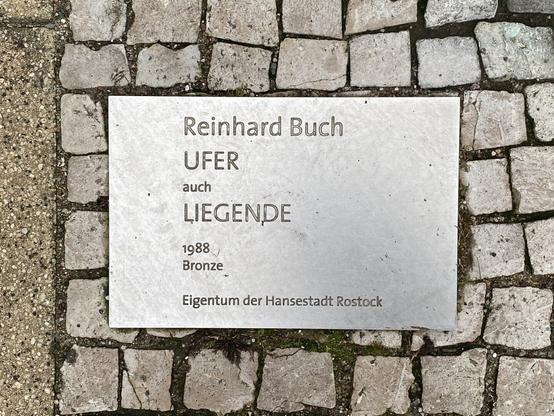 Reinhard Buch
UFER
auch
LIEGENDE
1988
Bronze
Eigentum der Hansestadt Rostock